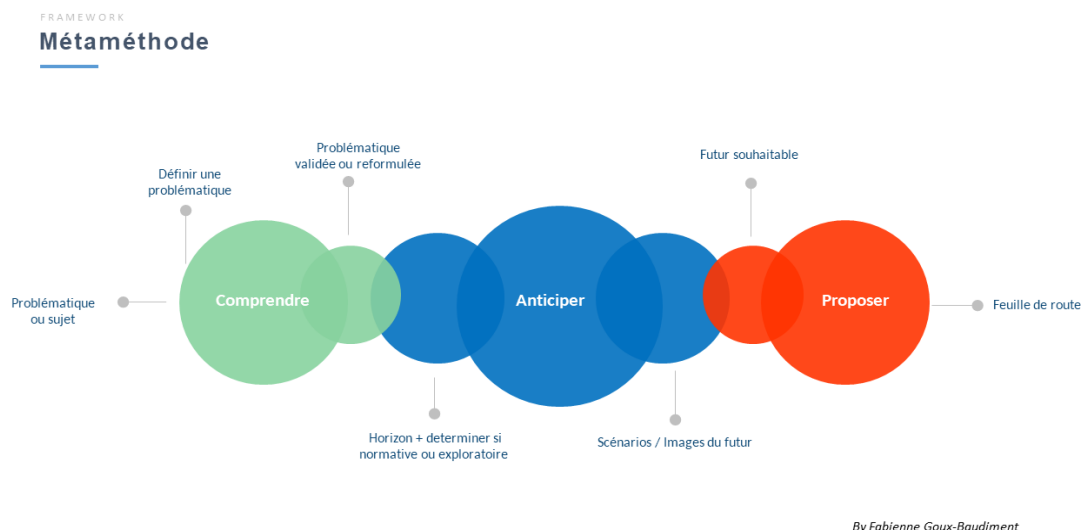 FRAMEWORK
Métaméthode
Problématique
validée ou reformulée
Futur souhaitable
Définir une
problématique
Comprendre
Anticiper
Proposer
Problématique
ou sujet
Feuille de route
Horizon + determiner si
normative ou exploratoire
Scénarios / Images du futur
By Fabienne Goux-Baudiment